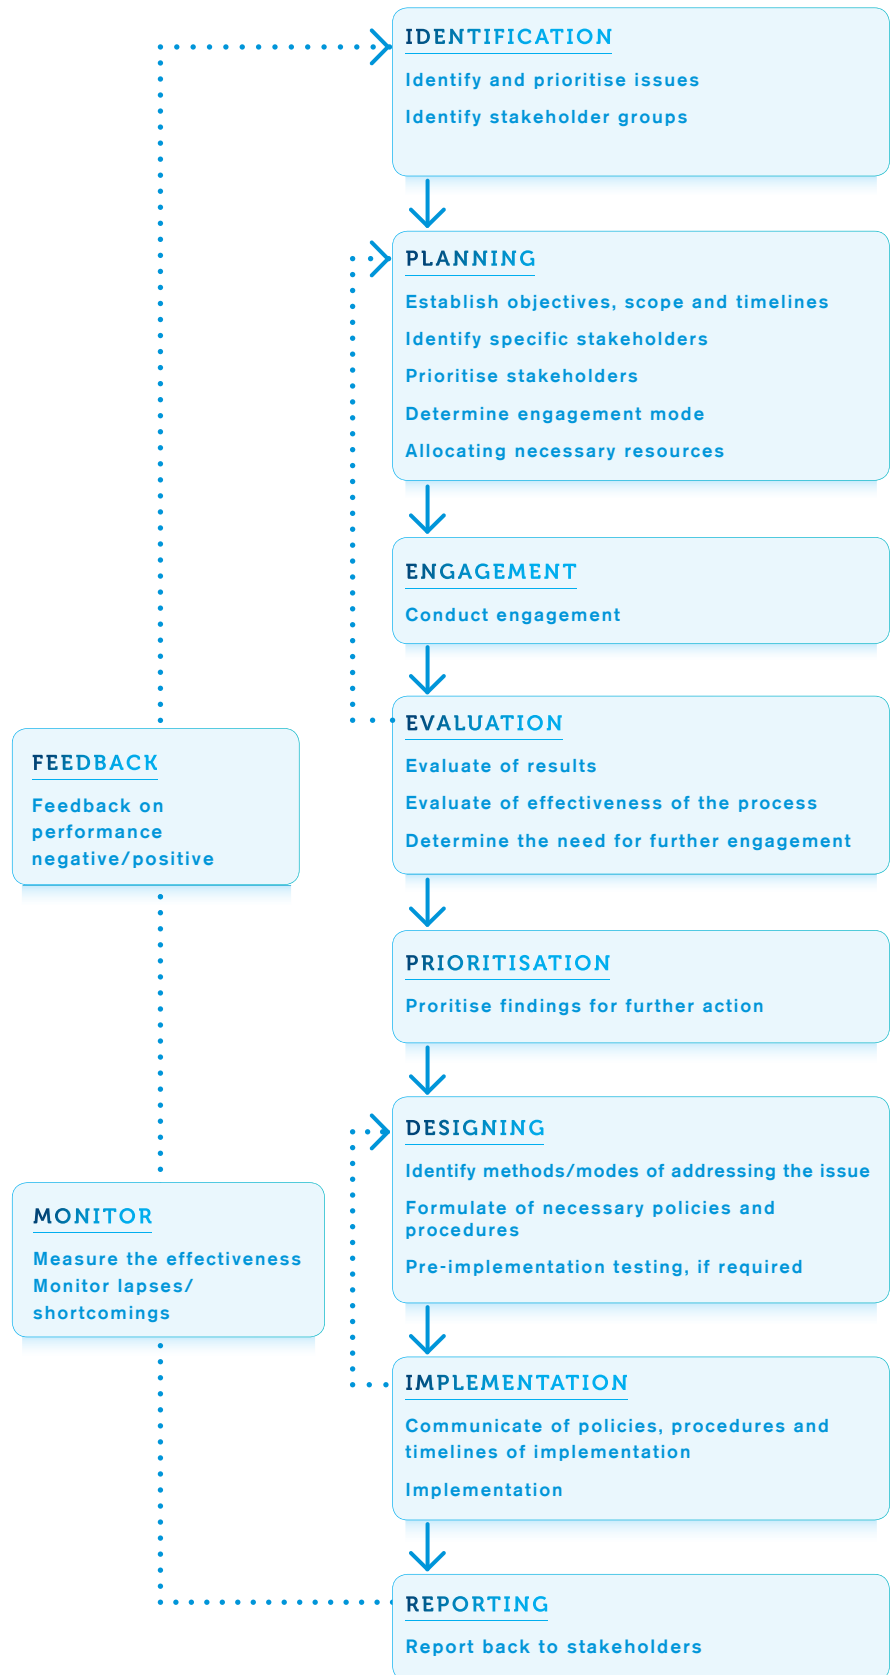 IDENTIFICATION
Identify and prioritise issues
Identify stakeholder groups
PLANNING
Establish objectives, scope and timelines
Identify specific stakeholders
Prioritise stakeholders
Determine engagement mode
Allocating necessary resources
ENGAGEMENT
Conduct engagement
EVALUATION
Evaluate of results
Evaluate of effectiveness of the process
Determine the need for further engagement
PRIORITISATION
Proritise findings for further action
DESIGNING
Identify methods/modes of addressing the issue
Formulate of necessary policies and
procedures
Pre-implementation testing, if required
IMPLEMENTATION
Communicate of policies, procedures and
timelines of implementation
Implementation
REPORTING
Report back to stakeholders
MONITOR
Measure the effectiveness
Monitor lapses/
shortcomings
FEEDBACK
Feedback on
performance
negative/positive